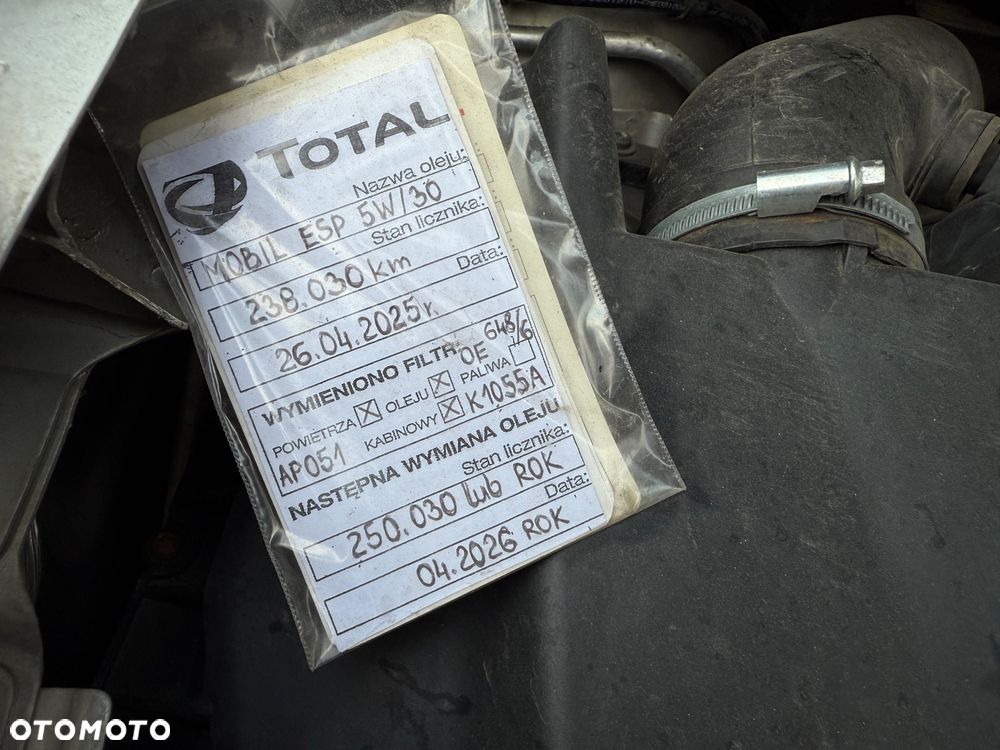 TOTAL
Nazwa oleju:
MOBIL ESP 5W/30
Stan licznika:
238.030 km
Data:
26.04.2025r.
WYMIENIONO FILTR: OE 648/6
POWIETRZA ☒ OLEJU ☒ PALIWA ☐
AP051 KABINOWY ☒ K1055A
NASTĘPNA WYMIANA OLEJU
Stan licznika:
250.030 lub ROK
Data:
04.2026 ROK
OTOMOTO